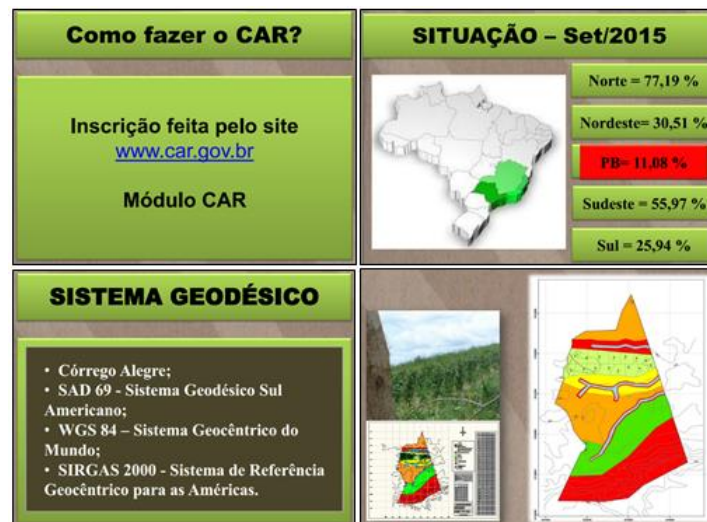 Como fazer o CAR?
Inscrição feita pelo site
www.car.gov.br
Módulo CAR
SITUAÇÃO – Set/2015
Norte = 77,19 %
Nordeste= 30,51 %
PB= 11,08 %
Sudeste = 55,97 %
Sul = 25,94 %
SISTEMA GEODÉSICO
• Córrego Alegre;
• SAD 69 - Sistema Geodésico Sul
Americano;
• WGS 84 – Sistema Geocêntrico do
Mundo;
• SIRGAS 2000 - Sistema de Referência
Geocêntrico para as Américas.